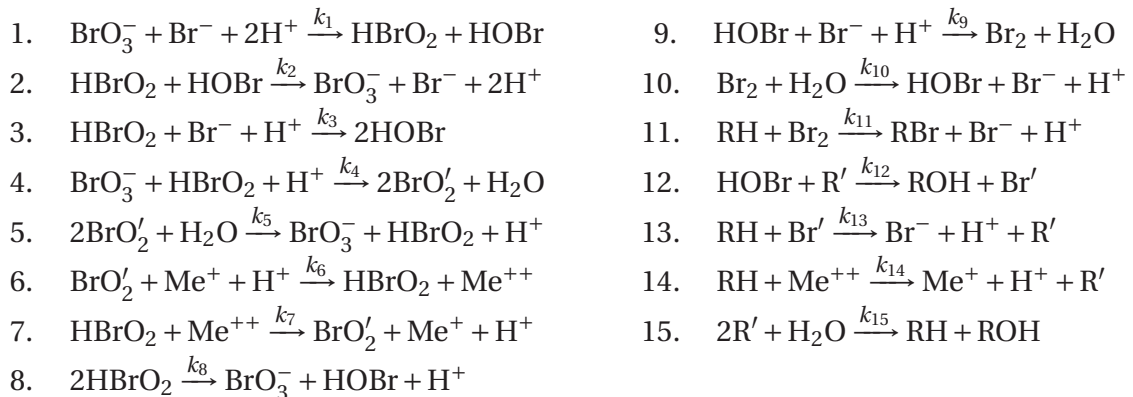 1. BrO₃⁻ + Br⁻ + 2H⁺ —k₁→ HBrO₂ + HOBr
2. HBrO₂ + HOBr —k₂→ BrO₃⁻ + Br⁻ + 2H⁺
3. HBrO₂ + Br⁻ + H⁺ —k₃→ 2HOBr
4. BrO₃⁻ + HBrO₂ + H⁺ —k₄→ 2BrO₂′ + H₂O
5. 2BrO₂′ + H₂O —k₅→ BrO₃⁻ + HBrO₂ + H⁺
6. BrO₂′ + Me⁺ + H⁺ —k₆→ HBrO₂ + Me⁺⁺
7. HBrO₂ + Me⁺⁺ —k₇→ BrO₂′ + Me⁺ + H⁺
8. 2HBrO₂ —k₈→ BrO₃⁻ + HOBr + H⁺
9. HOBr + Br⁻ + H⁺ —k₉→ Br₂ + H₂O
10. Br₂ + H₂O —k₁₀→ HOBr + Br⁻ + H⁺
11. RH + Br₂ —k₁₁→ RBr + Br⁻ + H⁺
12. HOBr + R′ —k₁₂→ ROH + Br′
13. RH + Br′ —k₁₃→ Br⁻ + H⁺ + R′
14. RH + Me⁺⁺ —k₁₄→ Me⁺ + H⁺ + R′
15. 2R′ + H₂O —k₁₅→ RH + ROH